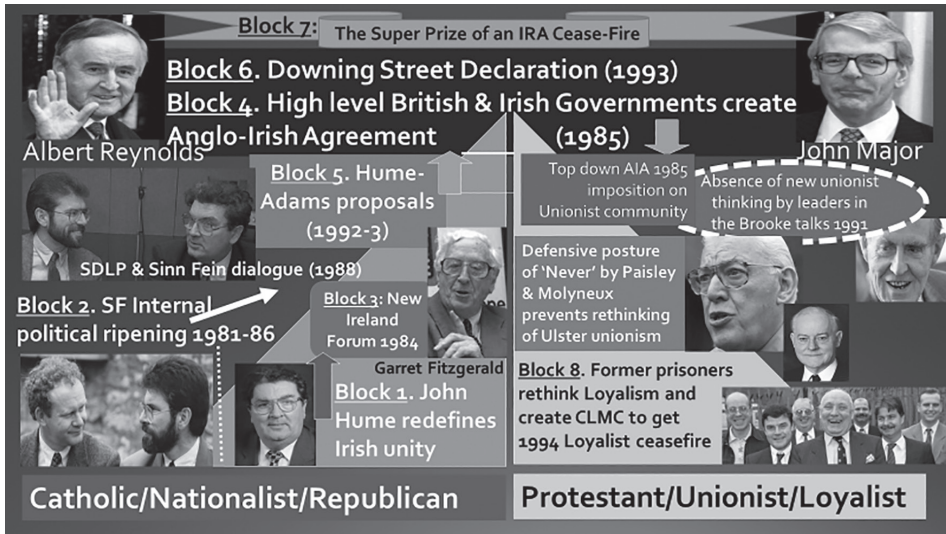 Block 7:
The Super Prize of an IRA Cease-Fire
Block 6. Downing Street Declaration (1993)
Block 4. High level British & Irish Governments create
Anglo-Irish Agreement (1985)
Albert Reynolds
John Major
Block 5. Hume-
Adams proposals
(1992-3)
Top down AIA 1985
imposition on
Unionist community
Absence of new unionist
thinking by leaders in
the Brooke talks 1991
SDLP & Sinn Fein dialogue (1988)
Block 2. SF Internal
political ripening 1981-86
Block 3: New
Ireland
Forum 1984
Defensive posture
of ‘Never’ by Paisley
& Molyneux
prevents rethinking
of Ulster unionism
Garret Fitzgerald
Block 1. John
Hume redefines
Irish unity
Block 8. Former prisoners
rethink Loyalism and
create CLMC to get
1994 Loyalist ceasefire
Catholic/Nationalist/Republican
Protestant/Unionist/Loyalist